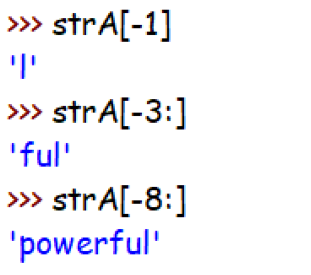 >>> strA[-1]
'l'
>>> strA[-3:]
'ful'
>>> strA[-8:]
'powerful'